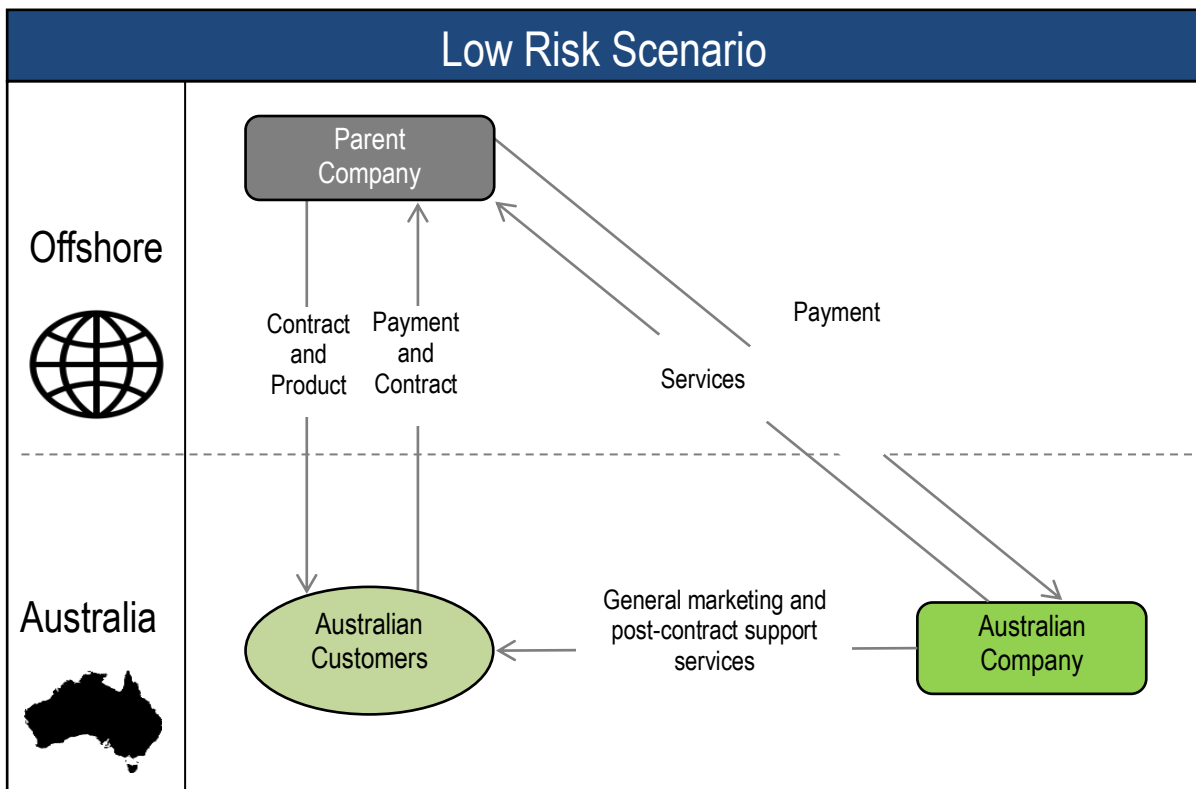 Low Risk Scenario
Parent
Company
Offshore
Contract
and
Product
Payment
and
Contract
Payment
Services
Australia
Australian
Customers
General marketing and
post-contract support
services
Australian
Company